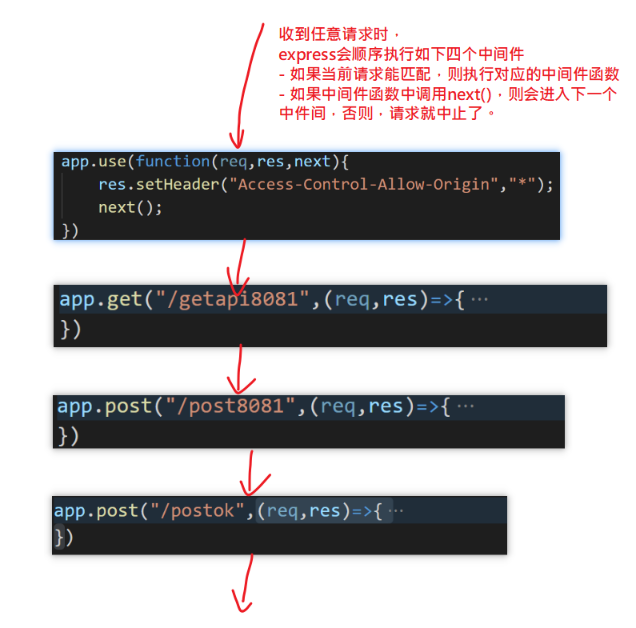 收到任意请求时，
express会顺序执行如下四个中间件
- 如果当前请求能匹配，则执行对应的中间件函数
- 如果中间件函数中调用next()，则会进入下一个
中件间，否则，请求就中止了。
app.use(function(req,res,next){
res.setHeader("Access-Control-Allow-Origin","*");
next();
})
app.get("/getapi8081",(req,res)=>{ ···
})
app.post("/post8081",(req,res)=>{ ···
})
app.post("/postok",(req,res)=>{ ···
})